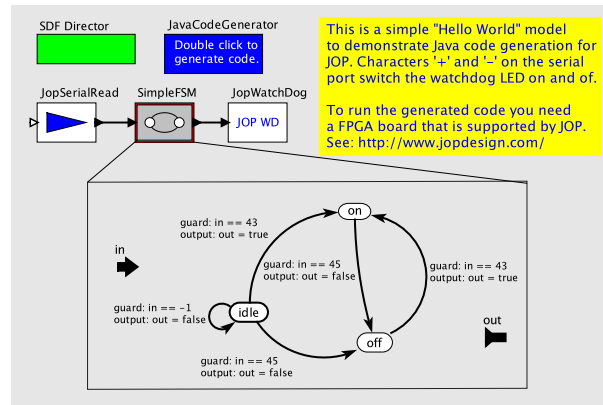 SDF Director
JavaCodeGenerator
Double click to
generate code.
This is a simple "Hello World" model
to demonstrate Java code generation for
JOP. Characters '+' and '-' on the serial
port switch the watchdog LED on and of.
To run the generated code you need
a FPGA board that is supported by JOP.
See: http://www.jopdesign.com/
JopSerialRead
SimpleFSM
JopWatchDog
JOP WD
on
guard: in == 43
output: out = true
in
guard: in == 45
output: out = false
guard: in == 43
output: out = true
guard: in == -1
output: out = false
idle
off
out
guard: in == 45
output: out = false